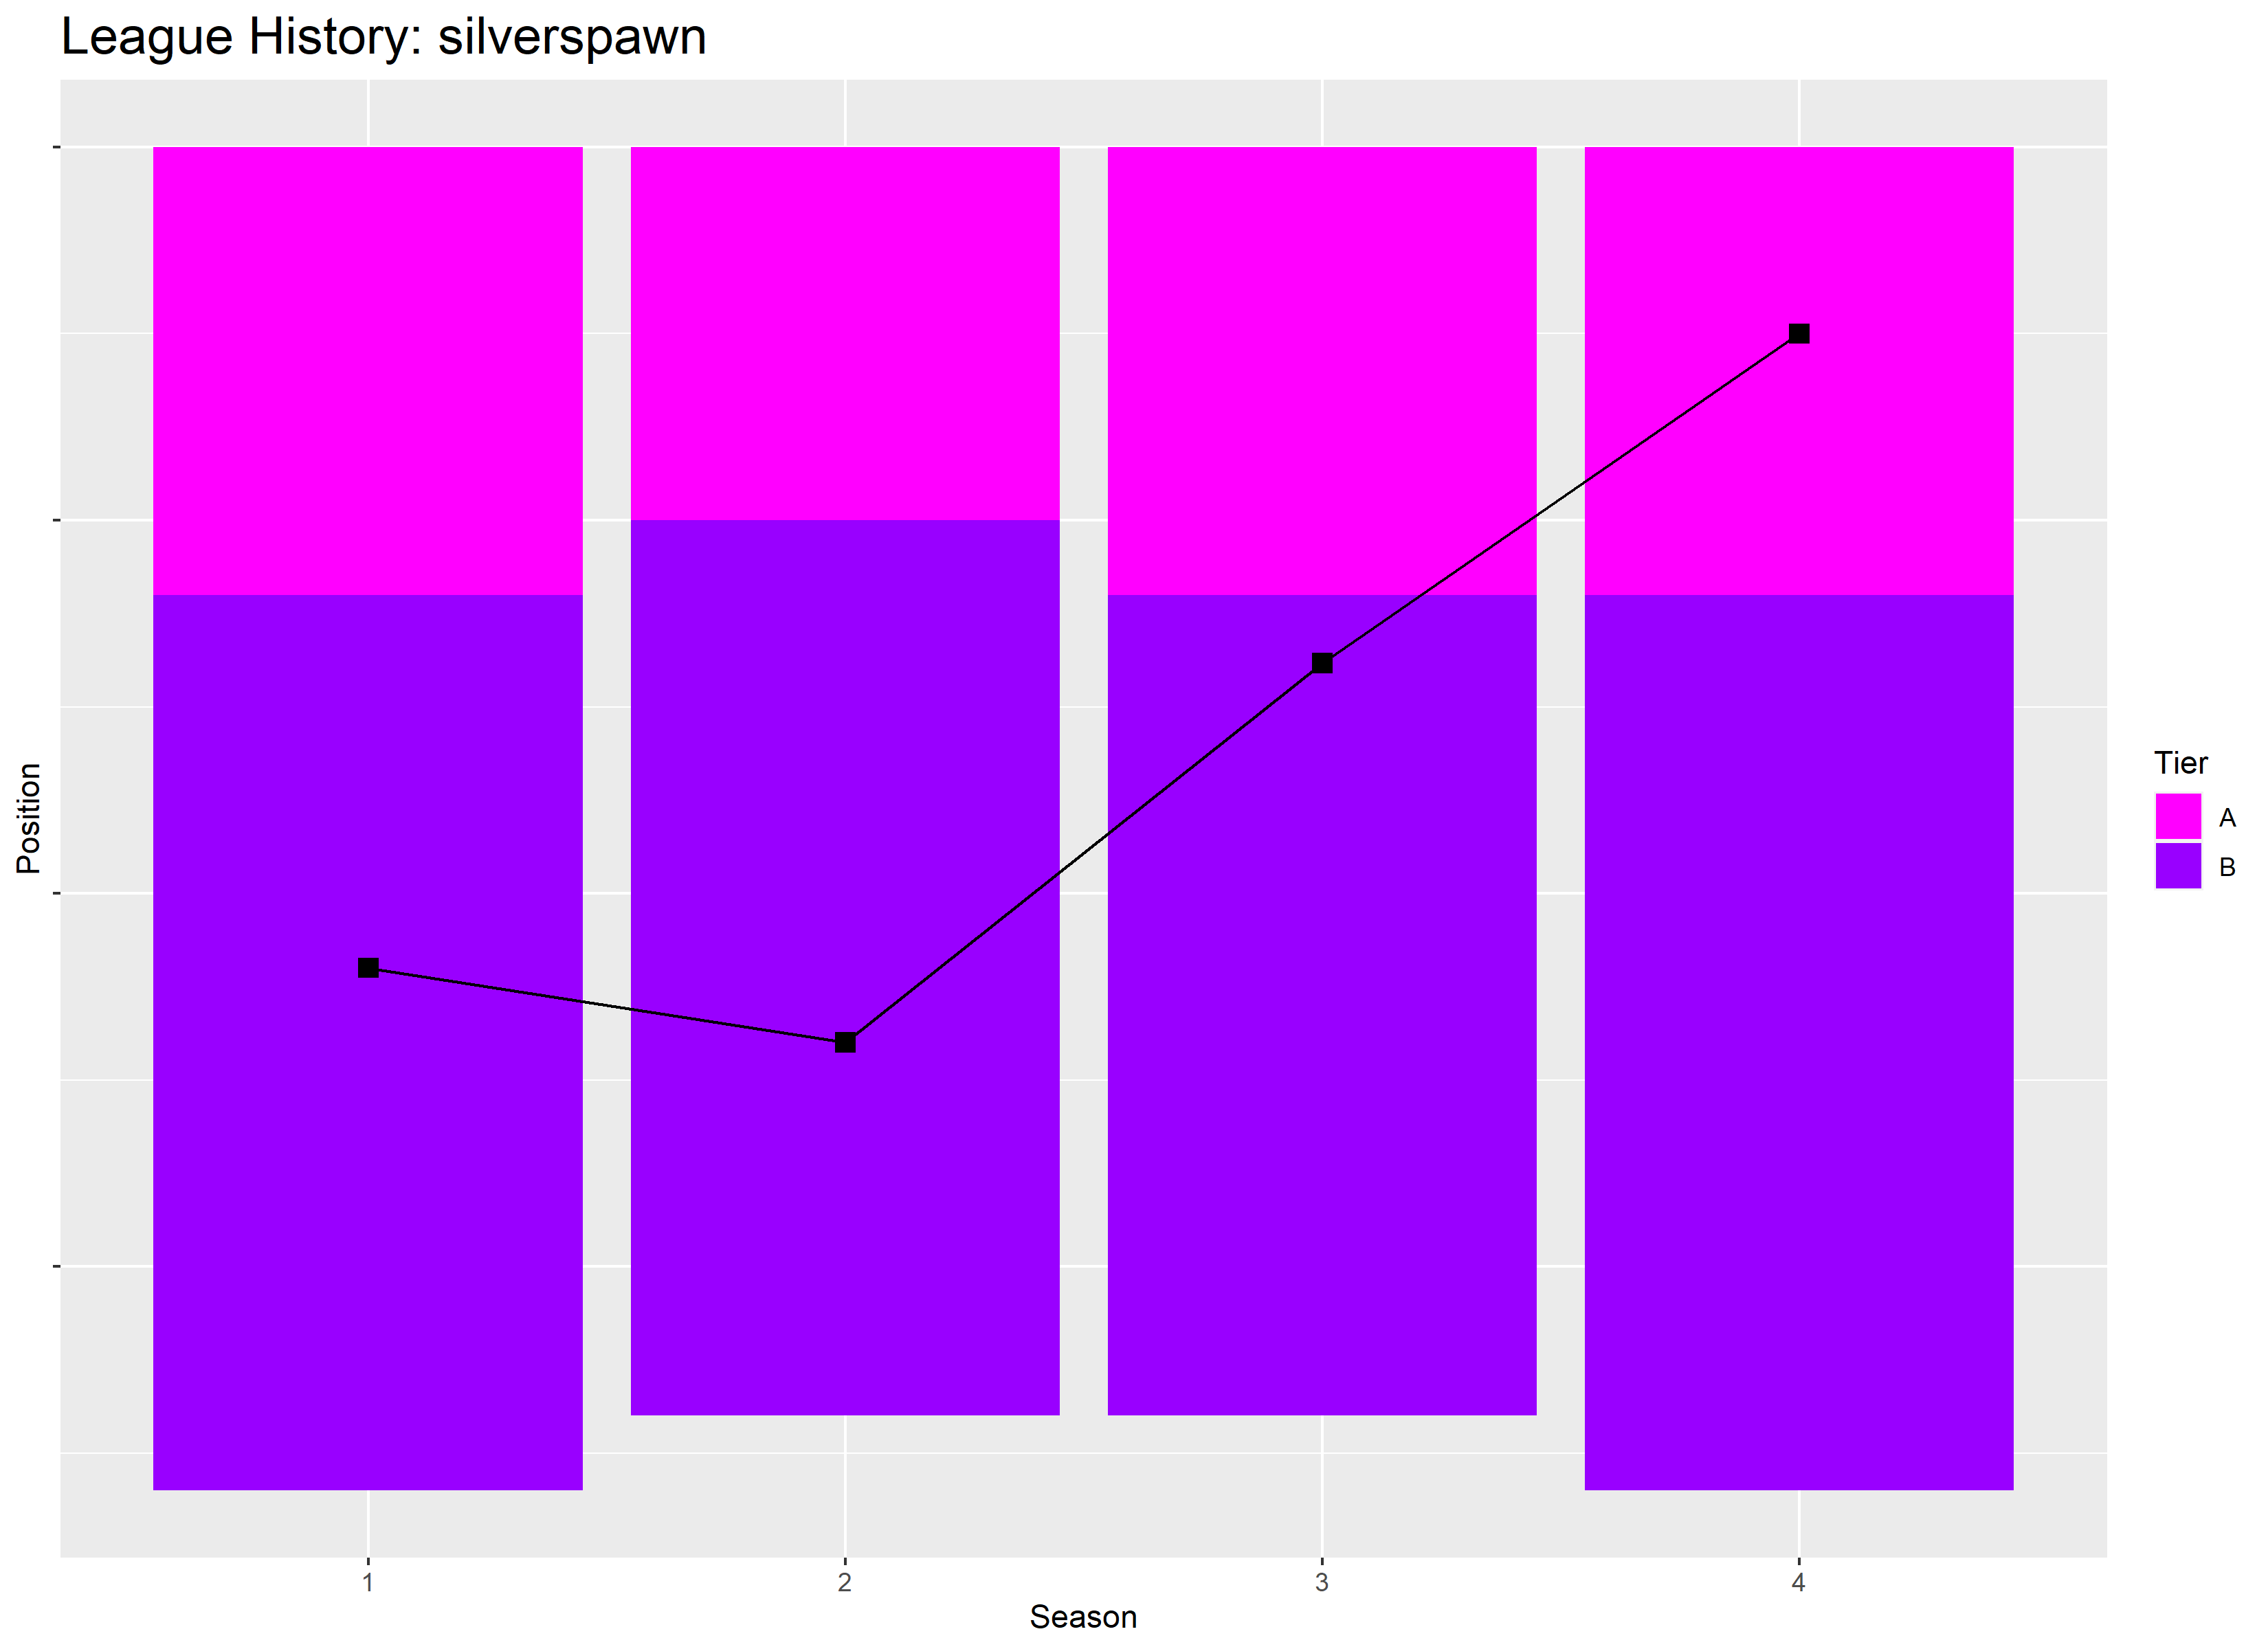 League History: silverspawn
Position
Tier
A
B
1 2 3 4
Season